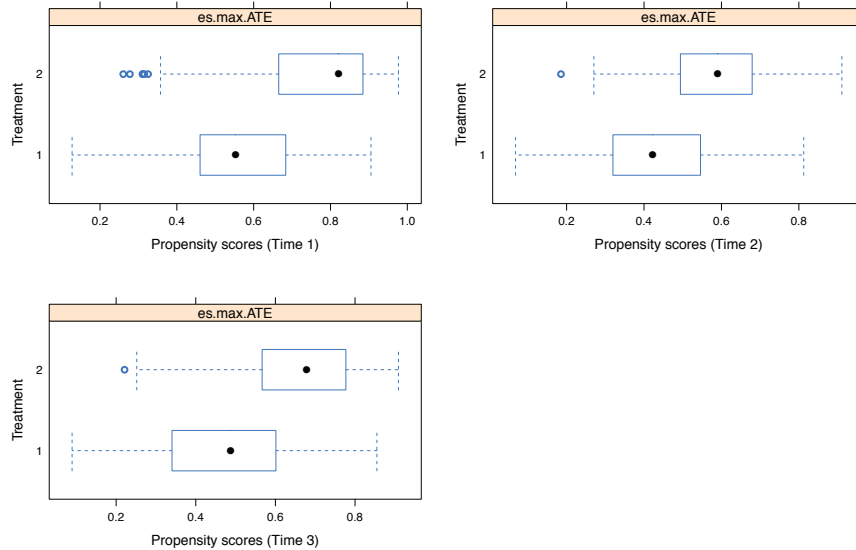 es.max.ATE
Treatment
2
1
0.2 0.4 0.6 0.8 1.0
Propensity scores (Time 1)
es.max.ATE
Treatment
2
1
0.2 0.4 0.6 0.8
Propensity scores (Time 2)
es.max.ATE
Treatment
2
1
0.2 0.4 0.6 0.8
Propensity scores (Time 3)